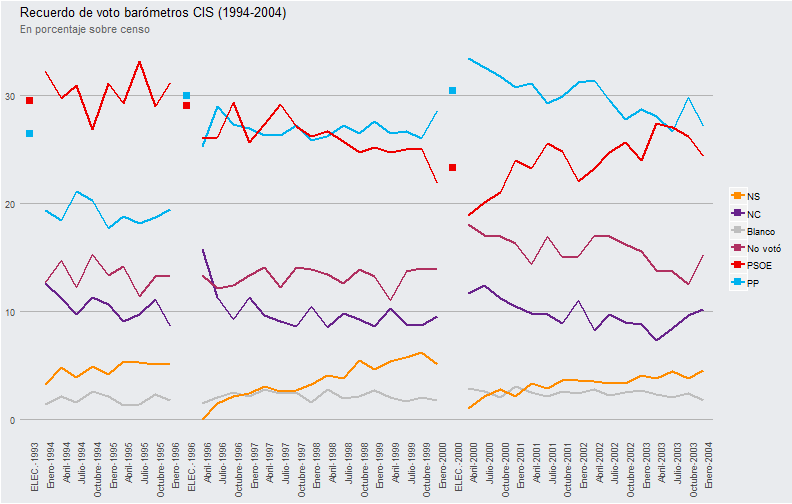 Recuerdo de voto barómetros CIS (1994-2004)
En porcentaje sobre censo
30
20
10
0
NS
NC
Blanco
No votó
PSOE
PP
ELEC.-1993
Enero-1994
Abril-1994
Julio-1994
Octubre-1994
Enero-1995
Abril-1995
Julio-1995
Octubre-1995
Enero-1996
ELEC.-1996
Abril-1996
Julio-1996
Octubre-1996
Enero-1997
Abril-1997
Julio-1997
Octubre-1997
Enero-1998
Abril-1998
Julio-1998
Octubre-1998
Enero-1999
Abril-1999
Julio-1999
Octubre-1999
Enero-2000
ELEC.-2000
Abril-2000
Julio-2000
Octubre-2000
Enero-2001
Abril-2001
Julio-2001
Octubre-2001
Enero-2002
Abril-2002
Julio-2002
Octubre-2002
Enero-2003
Abril-2003
Julio-2003
Octubre-2003
Enero-2004